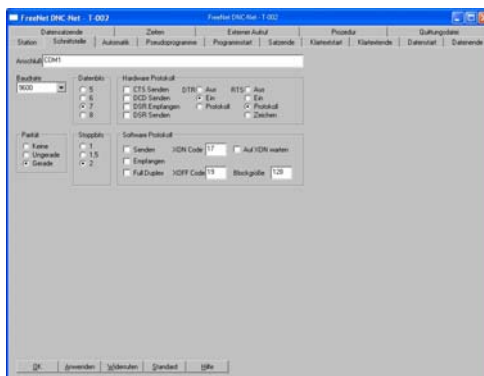 FreeNet DNC-Net - T-002 FreeNet DNC-Net - T-002
Datensatzende Zeiten Externer Aufruf Prozedur Quittungsdatei
Station Schnittstelle Automatik Pseudoprogramme Programmstart Satzende Klartextstart Klartextende Datenstart Datenende
Anschluß COM1
Baudrate Datenbits Hardware Protokoll
9600 5 CTS Senden DTR Aus RTS Aus
6 DCD Senden Ein Ein
7 DSR Empfangen Protokoll Protokoll
8 DSR Senden Zeichen
Parität Stoppbits Software Protokoll
Keine 1 Senden XON Code 17 Auf XON warten
Ungerade 1,5 Empfangen
Gerade 2 Full Duplex XOFF Code 19 Blockgröße 128
OK Anwenden Widerrufen Standard Hilfe